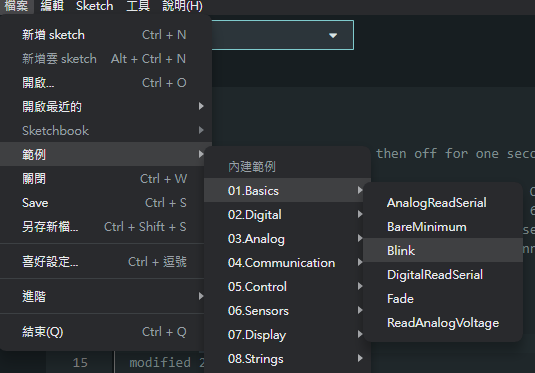 檔案 編輯 Sketch 工具 說明(H)
新增 sketch Ctrl + N
新增雲 sketch Alt + Ctrl + N
開啟... Ctrl + O
開啟最近的
Sketchbook
範例
關閉 Ctrl + W
Save Ctrl + S
另存新檔... Ctrl + Shift + S
喜好設定... Ctrl + 逗號
進階
結束(Q) Ctrl + Q
內建範例
01.Basics
02.Digital
03.Analog
04.Communication
05.Control
06.Sensors
07.Display
08.Strings
AnalogReadSerial
BareMinimum
Blink
DigitalReadSerial
Fade
ReadAnalogVoltage
then off for one
15 modified